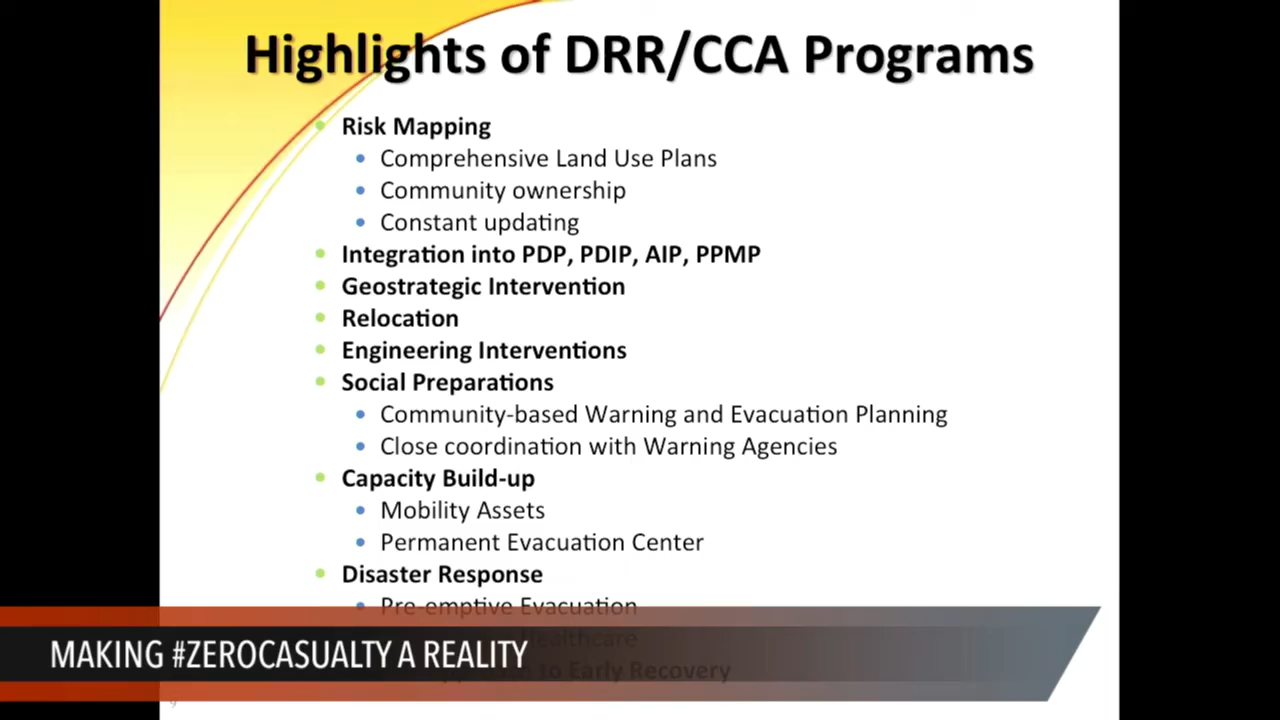 Highlights of DRR/CCA Programs
Risk Mapping
Comprehensive Land Use Plans
Community ownership
Constant updating
Integration into PDP, PDIP, AIP, PPMP
Geostrategic Intervention
Relocation
Engineering Interventions
Social Preparations
Community-based Warning and Evacuation Planning
Close coordination with Warning Agencies
Capacity Build-up
Mobility Assets
Permanent Evacuation Center
Disaster Response
Pre-emptive Evacuation
Healthcare
to Early Recovery
MAKING #ZEROCASUALTY A REALITY
9